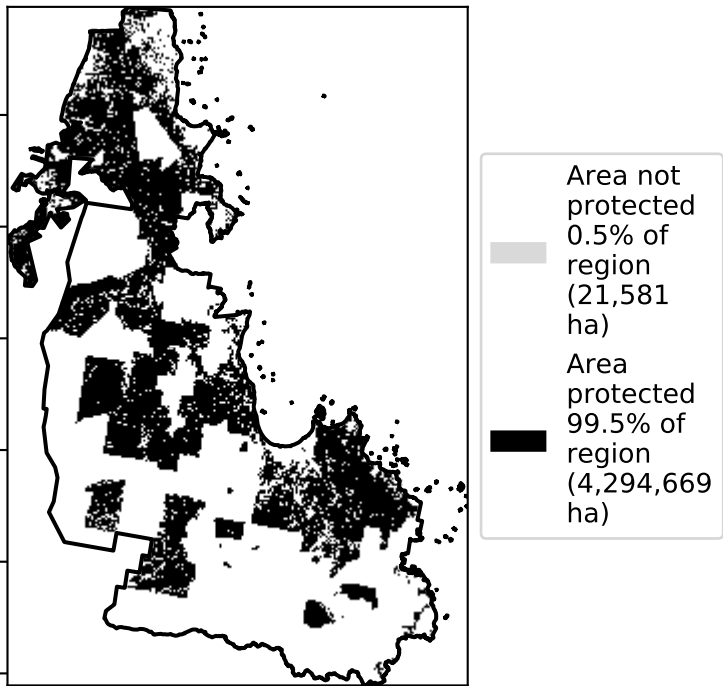 Area not
protected
0.5% of
region
(21,581
ha)
Area
protected
99.5% of
region
(4,294,669
ha)